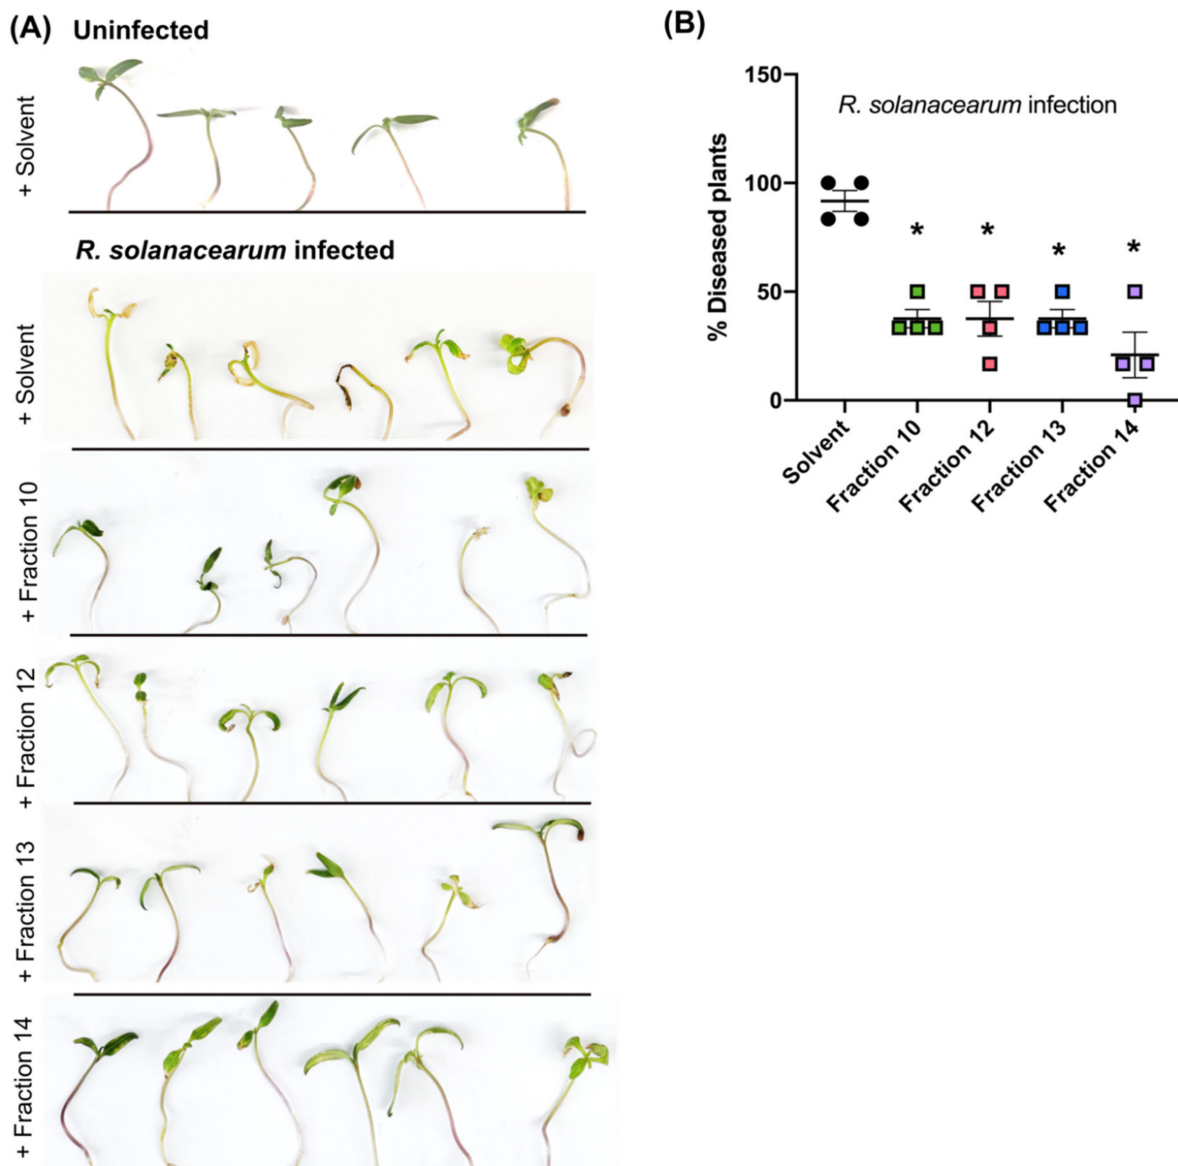 (A) Uninfected
+ Solvent
R. solanacearum infected
+ Solvent
+ Fraction 10
+ Fraction 12
+ Fraction 13
+ Fraction 14
(B)
% Diseased plants
150
100
50
0
R. solanacearum infection
*
*
*
*
Solvent
Fraction 10
Fraction 12
Fraction 13
Fraction 14